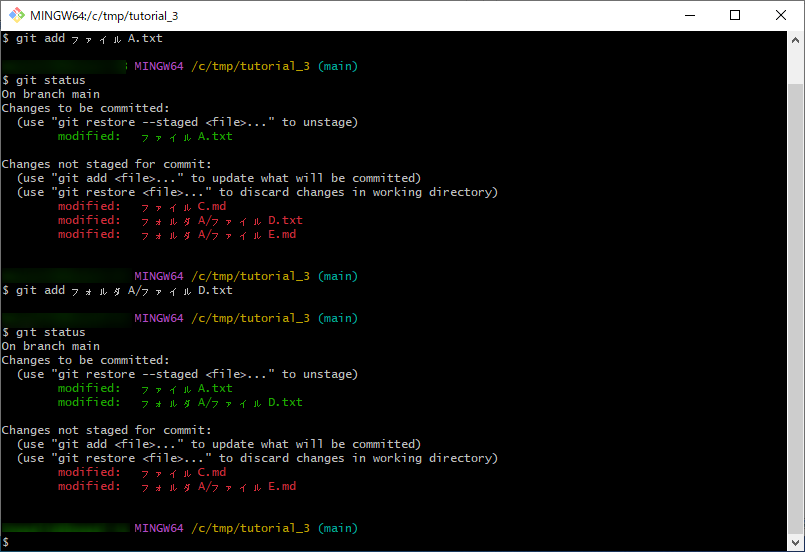 MINGW64:/c/tmp/tutorial_3
$ git add ファイル A.txt
MINGW64 /c/tmp/tutorial_3 (main)
$ git status
On branch main
Changes to be committed:
(use "git restore --staged <file>..." to unstage)
modified: ファイル A.txt
Changes not staged for commit:
(use "git add <file>..." to update what will be committed)
(use "git restore <file>..." to discard changes in working directory)
modified: ファイル C.md
modified: フォルダ A/ファイル D.txt
modified: フォルダ A/ファイル E.md
MINGW64 /c/tmp/tutorial_3 (main)
$ git add フォルダ A/ファイル D.txt
MINGW64 /c/tmp/tutorial_3 (main)
$ git status
On branch main
Changes to be committed:
(use "git restore --staged <file>..." to unstage)
modified: ファイル A.txt
modified: フォルダ A/ファイル D.txt
Changes not staged for commit:
(use "git add <file>..." to update what will be committed)
(use "git restore <file>..." to discard changes in working directory)
modified: ファイル C.md
modified: フォルダ A/ファイル E.md
MINGW64 /c/tmp/tutorial_3 (main)
$